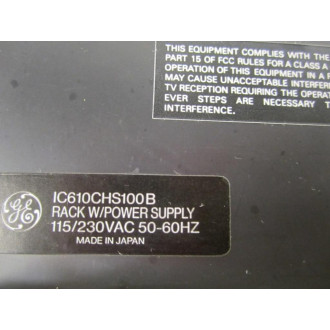 THIS EQUIPMENT COMPLIES WITH THE
PART 15 OF FCC RULES FOR A CLASS A
OPERATION OF THIS EQUIPMENT IN A
MAY CAUSE UNACCEPTABLE INTERFER
TV RECEPTION REQUIRING THE OPERAT
EVER STEPS ARE NECESSARY T
INTERFERENCE.
GE
IC610CHS100B
RACK W/POWER SUPPLY
115/230VAC 50-60HZ
MADE IN JAPAN